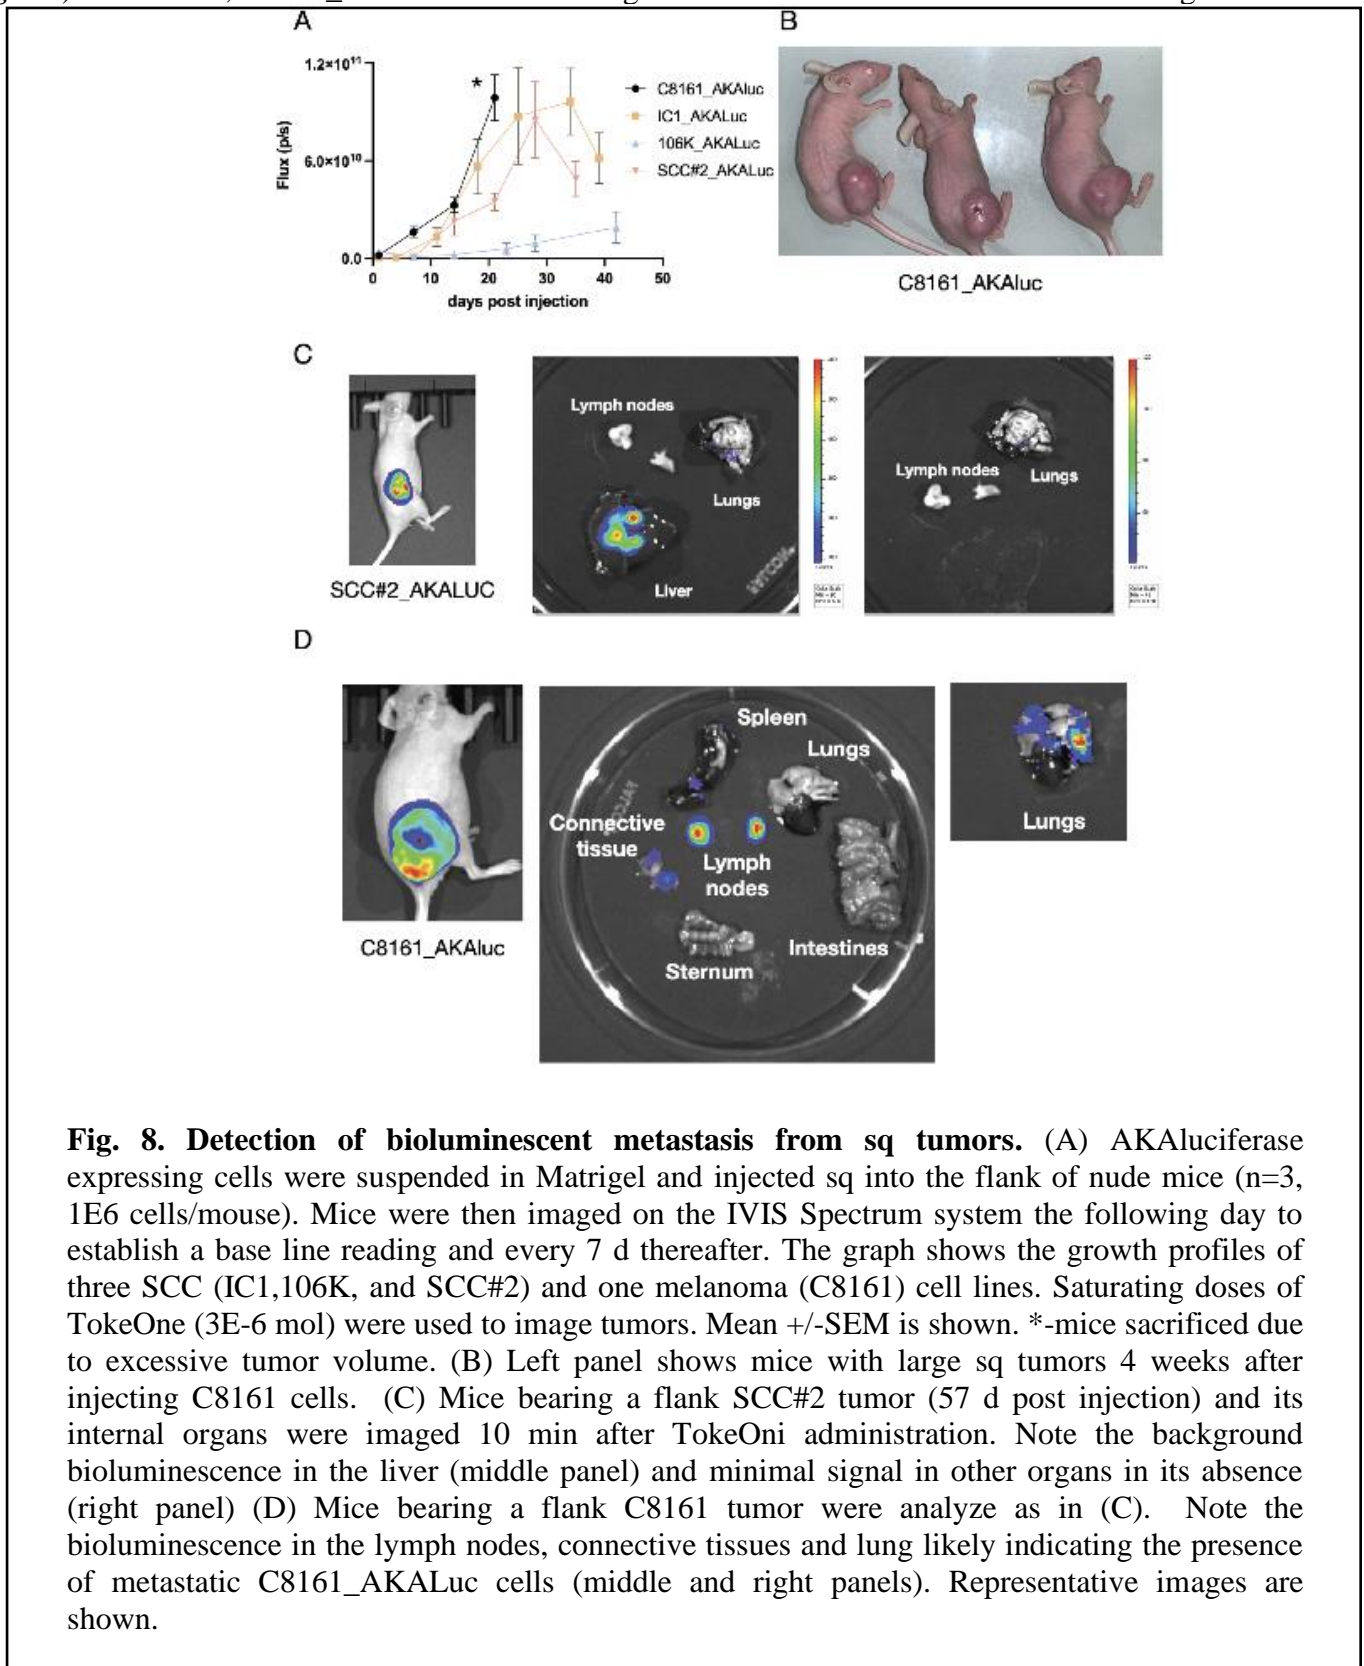 A
B
1.2×10¹¹
6.0×10¹⁰
0.0
Flux (p/s)
*
0 10 20 30 40 50
days post injection
C8161_AKAluc
IC1_AKALuc
106K_AKALuc
SCC#2_AKALuc
C8161_AKAluc
C
SCC#2_AKALUC
Lymph nodes
Lungs
Liver
Lymph nodes
Lungs
D
C8161_AKAluc
Spleen
Lungs
Connective
tissue
Lymph
nodes
Intestines
Sternum
Lungs
Fig. 8. Detection of bioluminescent metastasis from sq tumors. (A) AKAluciferase
expressing cells were suspended in Matrigel and injected sq into the flank of nude mice (n=3,
1E6 cells/mouse). Mice were then imaged on the IVIS Spectrum system the following day to
establish a base line reading and every 7 d thereafter. The graph shows the growth profiles of
three SCC (IC1,106K, and SCC#2) and one melanoma (C8161) cell lines. Saturating doses of
TokeOne (3E-6 mol) were used to image tumors. Mean +/-SEM is shown. *-mice sacrificed due
to excessive tumor volume. (B) Left panel shows mice with large sq tumors 4 weeks after
injecting C8161 cells. (C) Mice bearing a flank SCC#2 tumor (57 d post injection) and its
internal organs were imaged 10 min after TokeOni administration. Note the background
bioluminescence in the liver (middle panel) and minimal signal in other organs in its absence
(right panel) (D) Mice bearing a flank C8161 tumor were analyze as in (C). Note the
bioluminescence in the lymph nodes, connective tissues and lung likely indicating the presence
of metastatic C8161_AKALuc cells (middle and right panels). Representative images are
shown.